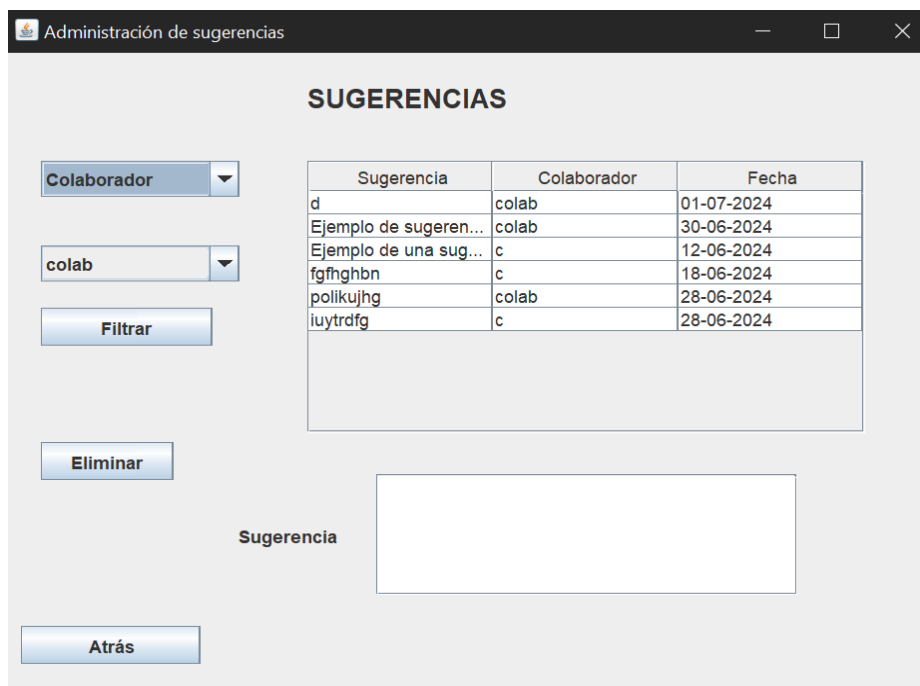 Administración de sugerencias
SUGERENCIAS
Colaborador
colab
Filtrar
Sugerencia Colaborador Fecha
d colab 01-07-2024
Ejemplo de sugeren... colab 30-06-2024
Ejemplo de una sug... c 12-06-2024
fgfhghbn c 18-06-2024
polikujhg colab 28-06-2024
iuytrdfg c 28-06-2024
Eliminar
Sugerencia
Atrás